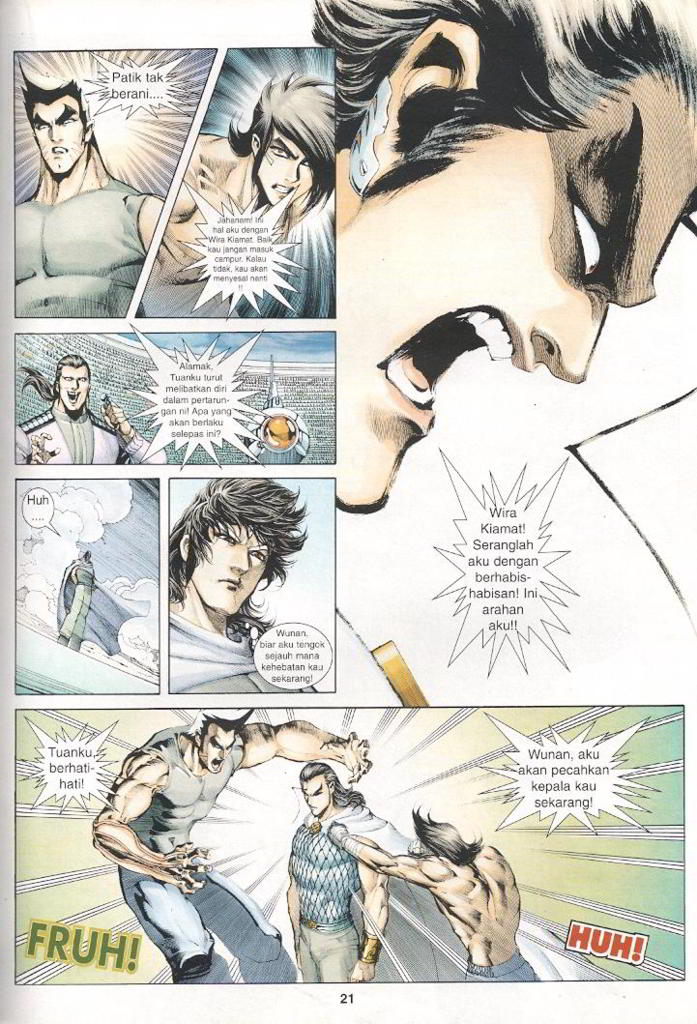 Patik tak
berani....
Jahanam! Ini
hal aku dengan
Wira Kiamat. Baik
kau jangan masuk
campur. Kalau
tidak, kau akan
menyesal nanti
!!
Alamak,
Tuanku turut
melibatkan diri
dalam pertarun-
gan ni! Apa yang
akan berlaku
selepas ini?
Wira
Kiamat!
Seranglah
aku dengan
berhabis-
habisan! Ini
arahan
aku!!
Huh
....
Wunan,
biar aku tengok
sejauh mana
kehebatan kau
sekarang!
Tuanku,
berhati-
hati!
Wunan, aku
akan pecahkan
kepala kau
sekarang!
FRUH!
HUH!
21